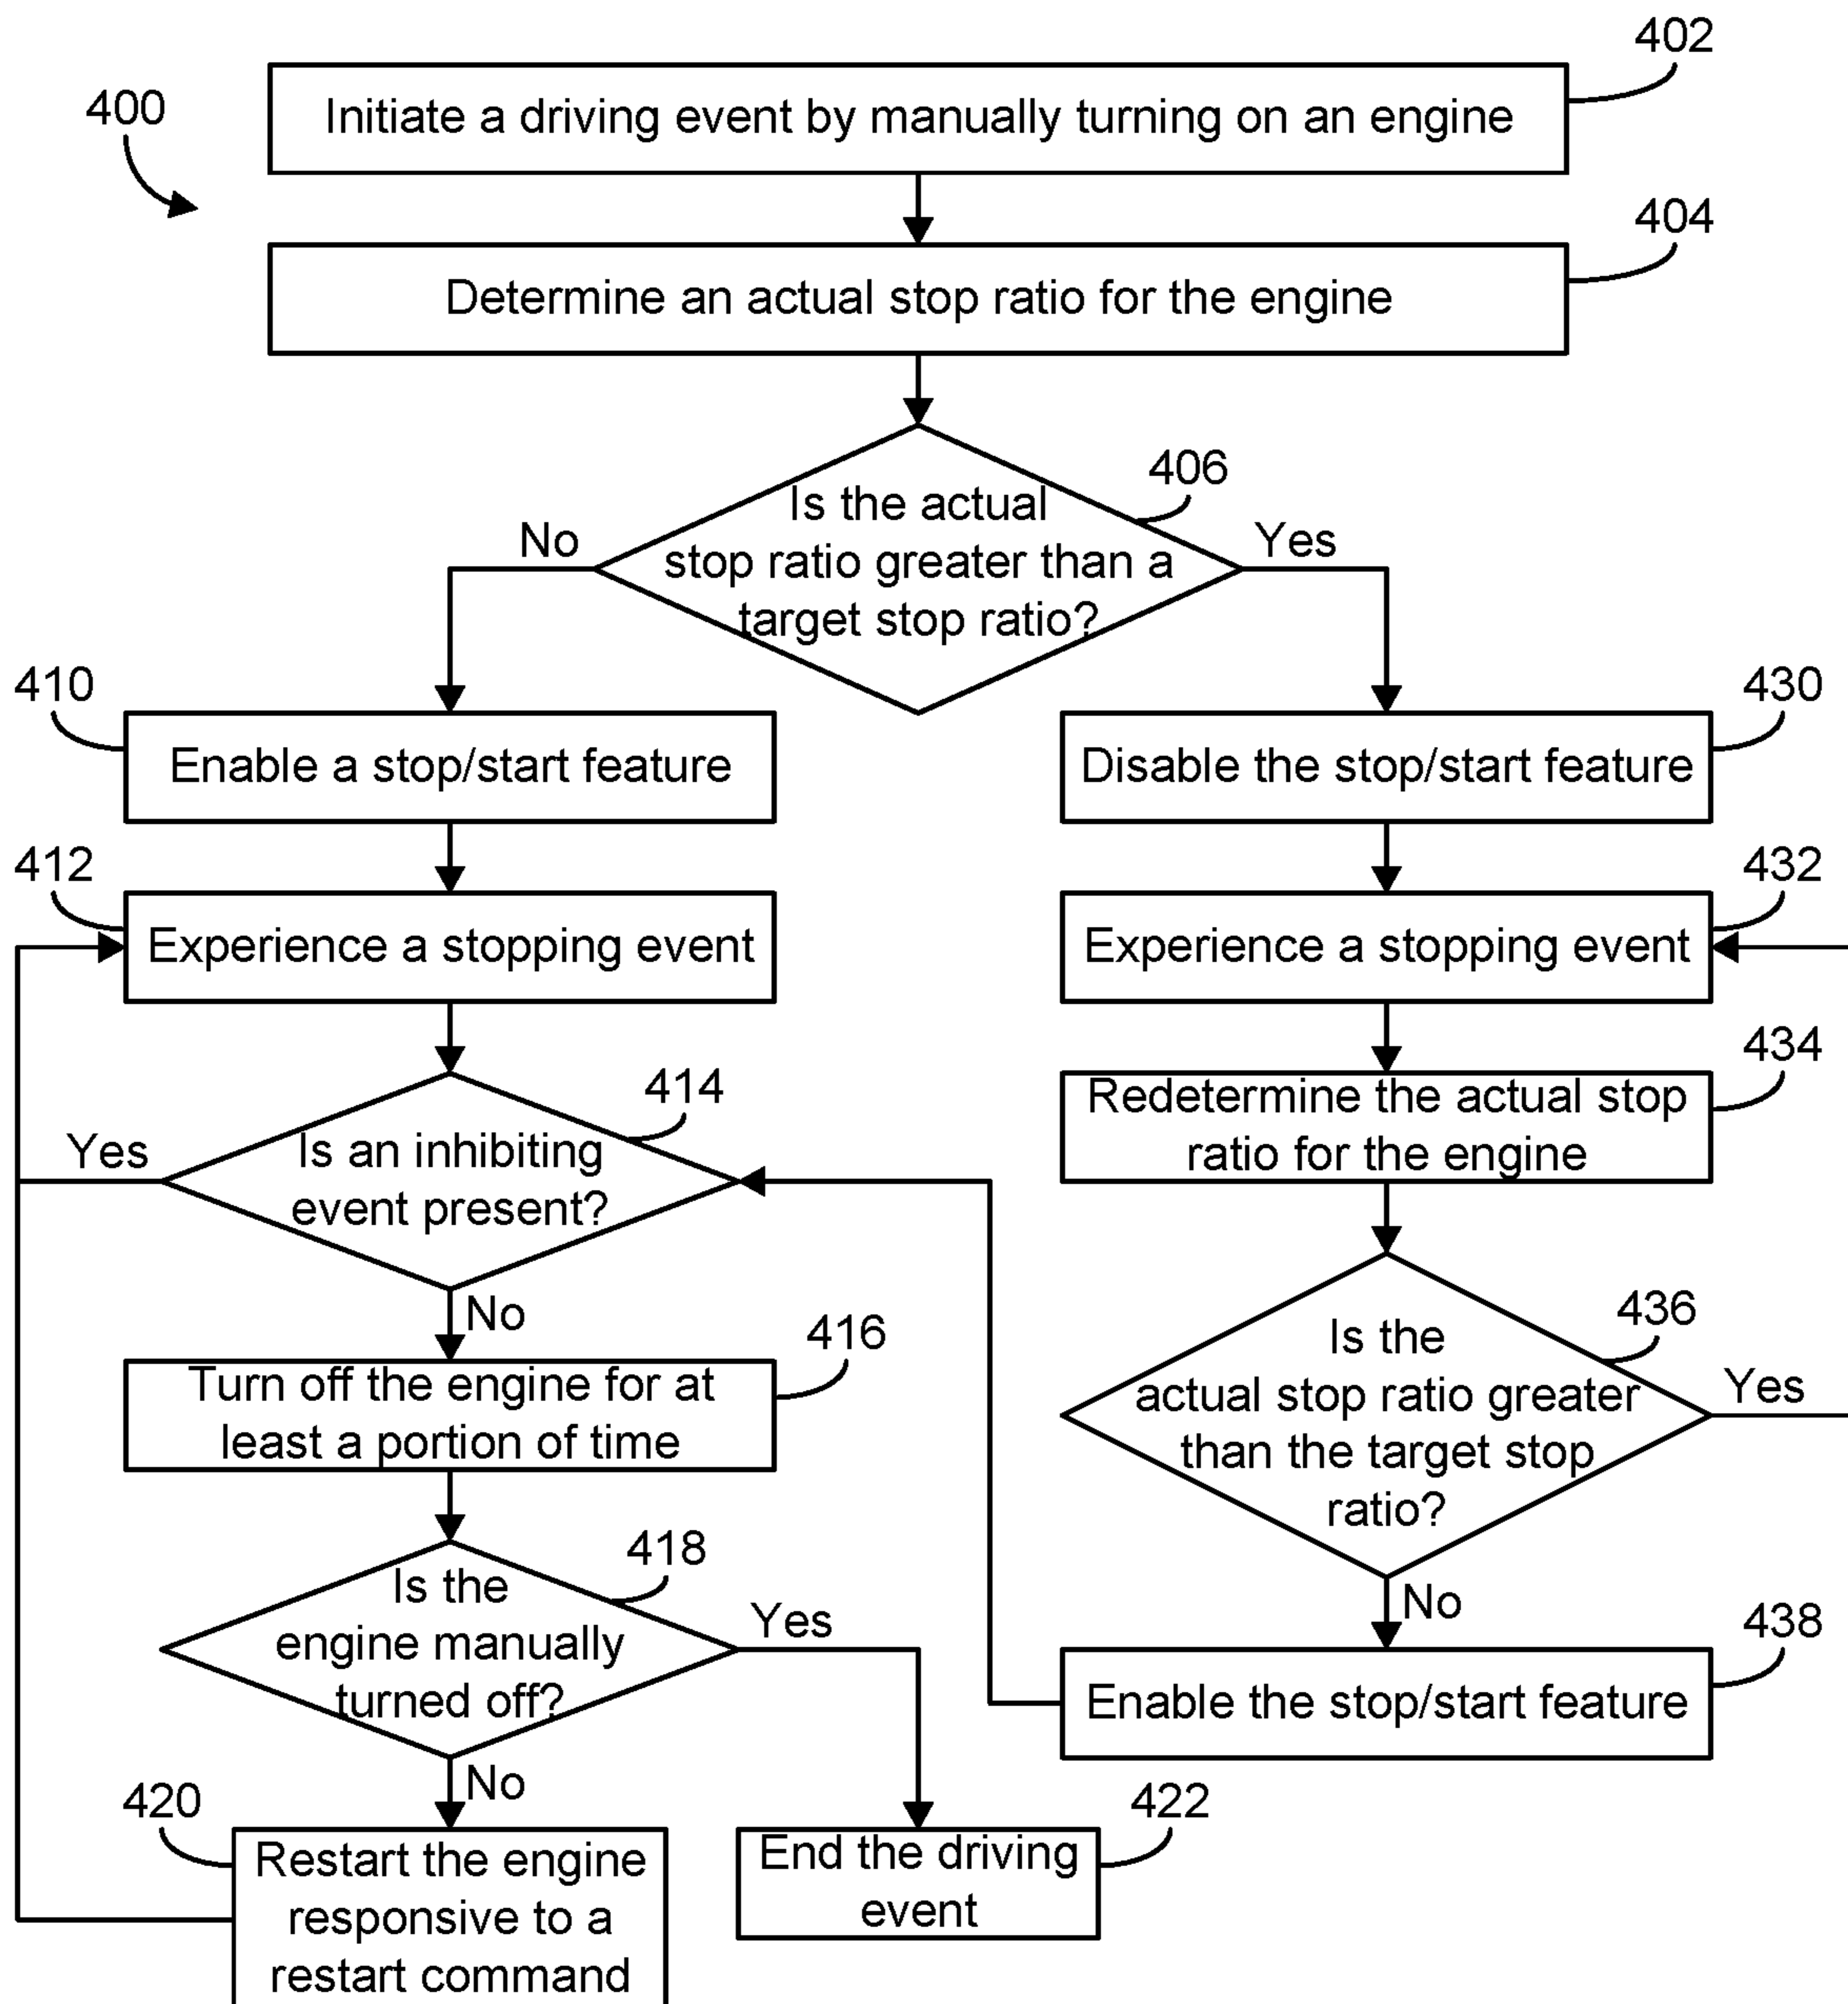 402
400
Initiate a driving event by manually turning on an engine
404
Determine an actual stop ratio for the engine
406
Is the actual
stop ratio greater than a
target stop ratio?
No
Yes
410
Enable a stop/start feature
430
Disable the stop/start feature
412
Experience a stopping event
432
Experience a stopping event
414
Is an inhibiting
event present?
Yes
No
434
Redetermine the actual stop
ratio for the engine
416
Turn off the engine for at
least a portion of time
436
Is the
actual stop ratio greater
than the target stop
ratio?
Yes
No
418
Is the
engine manually
turned off?
Yes
No
438
Enable the stop/start feature
420
Restart the engine
responsive to a
restart command
422
End the driving
event